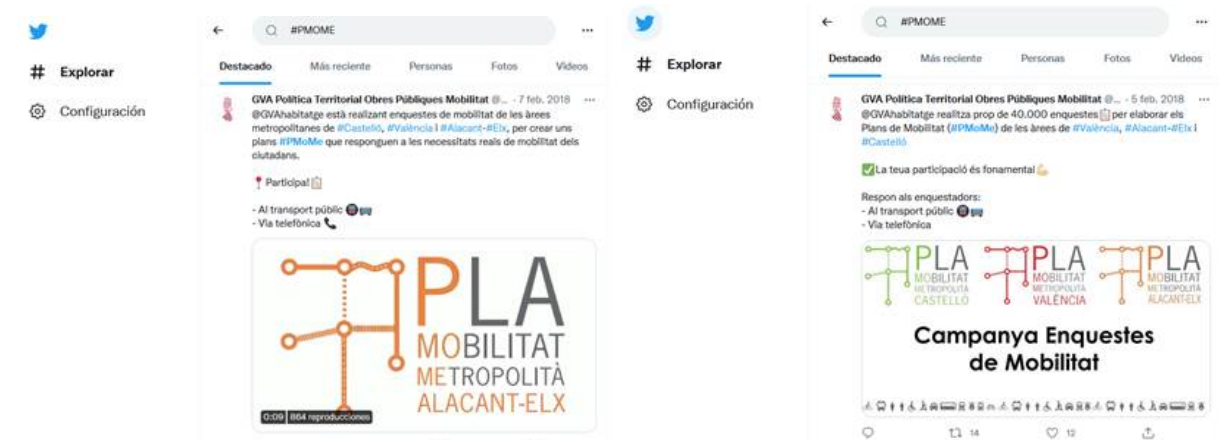 #PMOME
Explorar
Configuración
Destacado
Más reciente
Personas
Fotos
Vídeos
GVA Política Territorial Obres Públiques Mobilitat @... · 7 feb. 2018
@GVAhabitatge està realizant enquestes de mobilitat de les àrees
metropolitanes de #Castelló, #València i #Alacant-#Elx, per crear uns
plans #PMoMe que responguen a les necessitats reals de mobilitat dels
ciutadans.
Participa!
- Al transport públic
- Via telefònica
PLA
MOBILITAT
METROPOLITÀ
ALACANT-ELX
0:09
864 reproducciones
#PMOME
Explorar
Configuración
Destacado
Más reciente
Personas
Fotos
Vídeos
GVA Política Territorial Obres Públiques Mobilitat @... · 5 feb. 2018
@GVAhabitatge realitza prop de 40.000 enquestes per elaborar els
Plans de Mobilitat (#PMoMe) de les àrees de #València, #Alacant-#Elx i
#Castelló
La teua participació és fonamental
Respon als enquestadors:
- Al transport públic
- Via telefònica
PLA
MOBILITAT
METROPOLITÀ
CASTELLÓ
PLA
MOBILITAT
METROPOLITÀ
VALÈNCIA
PLA
MOBILITAT
METROPOLITÀ
ALACANT-ELX
Campanya Enquestes
de Mobilitat
14
12